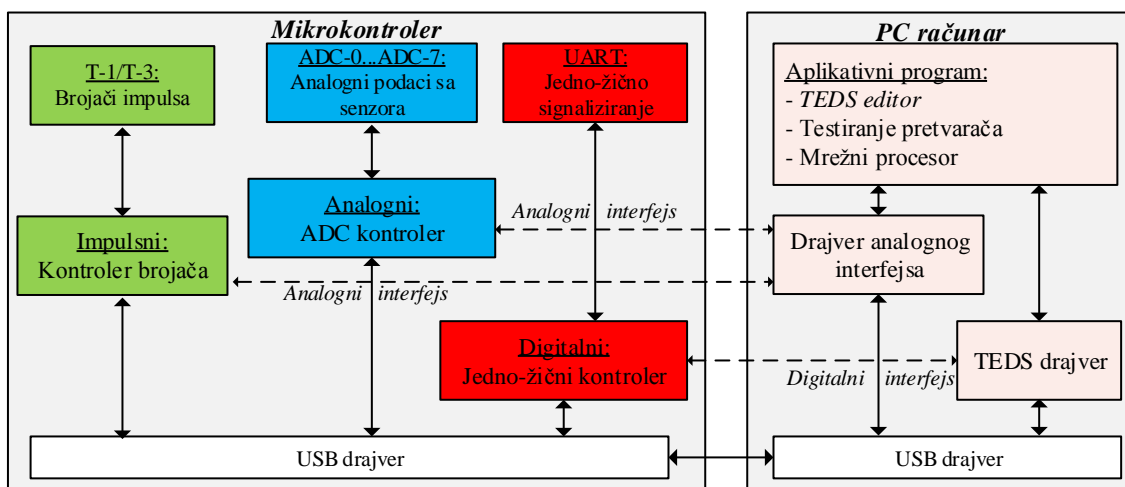 Mikrokontroler
T-1/T-3:
Brojači impulsa
ADC-0...ADC-7:
Analogni podaci sa
senzora
UART:
Jedno-žično
signaliziranje
Analogni:
ADC kontroler
Impulsni:
Kontroler brojača
Analogni interfejs
Analogni interfejs
Digitalni:
Jedno-žični kontroler
USB drajver
PC računar
Aplikativni program:
- TEDS editor
- Testiranje pretvarača
- Mrežni procesor
Drajver analognog
interfejsa
TEDS drajver
Digitalni interfejs
USB drajver